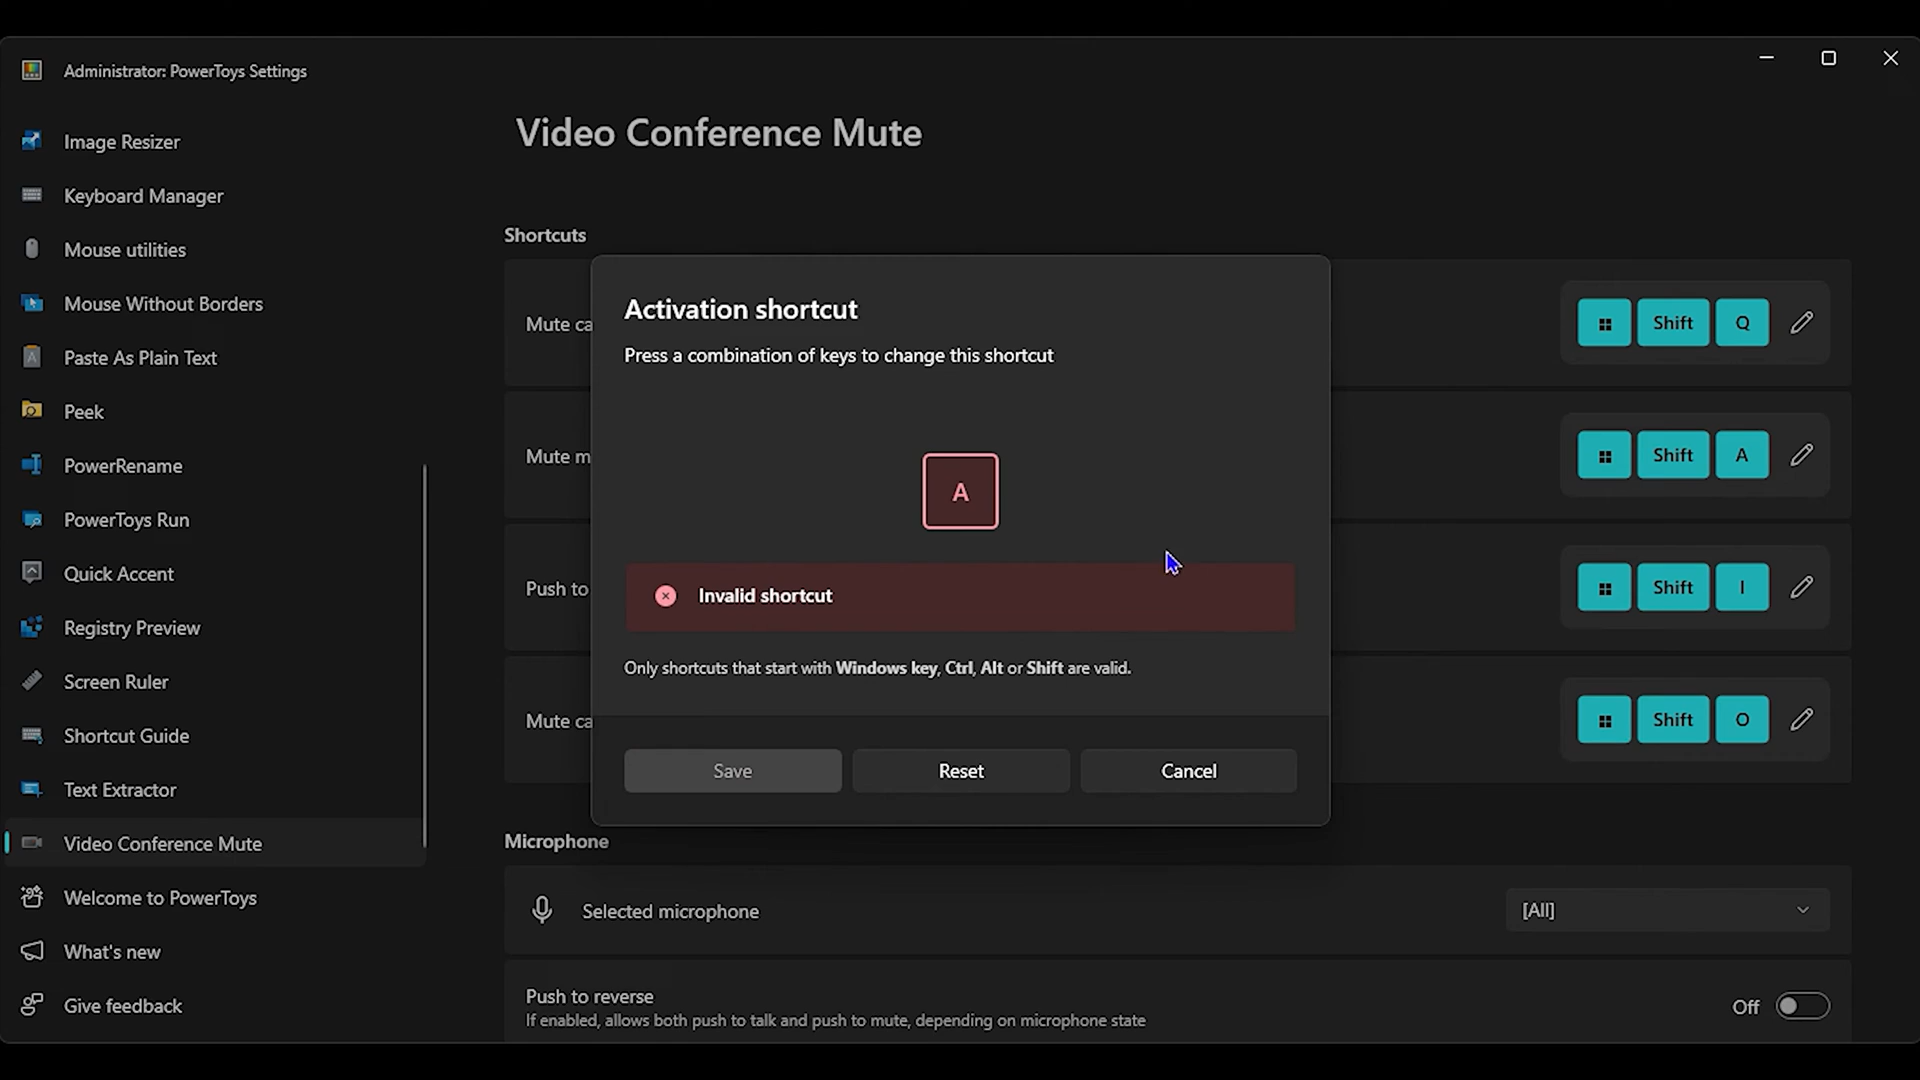 Administrator: PowerToys Settings
Image Resizer
Keyboard Manager
Mouse utilities
Mouse Without Borders
Paste As Plain Text
Peek
PowerRename
PowerToys Run
Quick Accent
Registry Preview
Screen Ruler
Shortcut Guide
Text Extractor
Video Conference Mute
Welcome to PowerToys
What's new
Give feedback
Video Conference Mute
Shortcuts
Mute ca
Shift Q
Mute m
Shift A
Push to
Shift I
Mute ca
Shift O
Activation shortcut
Press a combination of keys to change this shortcut
A
Invalid shortcut
Only shortcuts that start with Windows key, Ctrl, Alt or Shift are valid.
Save Reset Cancel
Microphone
Selected microphone [All]
Push to reverse
If enabled, allows both push to talk and push to mute, depending on microphone state
Off